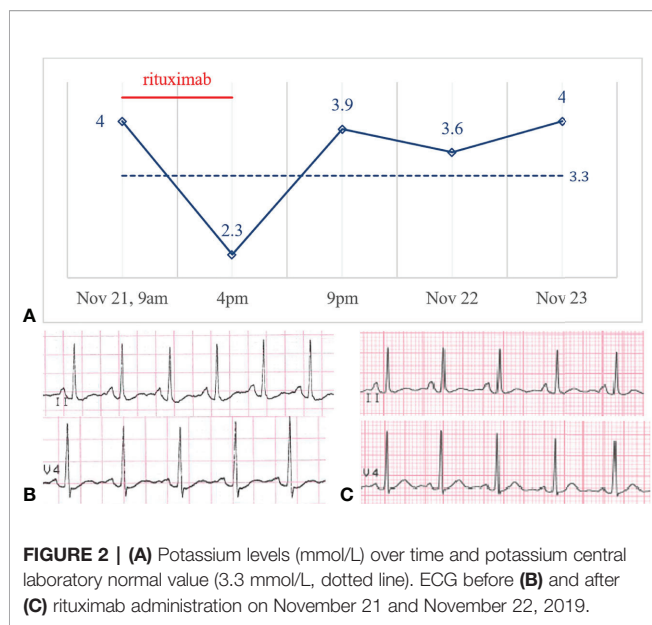 rituximab
4
2.3
3.9
3.6
4
3.3
Nov 21, 9am 4pm 9pm Nov 22 Nov 23
A
II
V4
B
II
V4
C
FIGURE 2 | (A) Potassium levels (mmol/L) over time and potassium central
laboratory normal value (3.3 mmol/L, dotted line). ECG before (B) and after
(C) rituximab administration on November 21 and November 22, 2019.